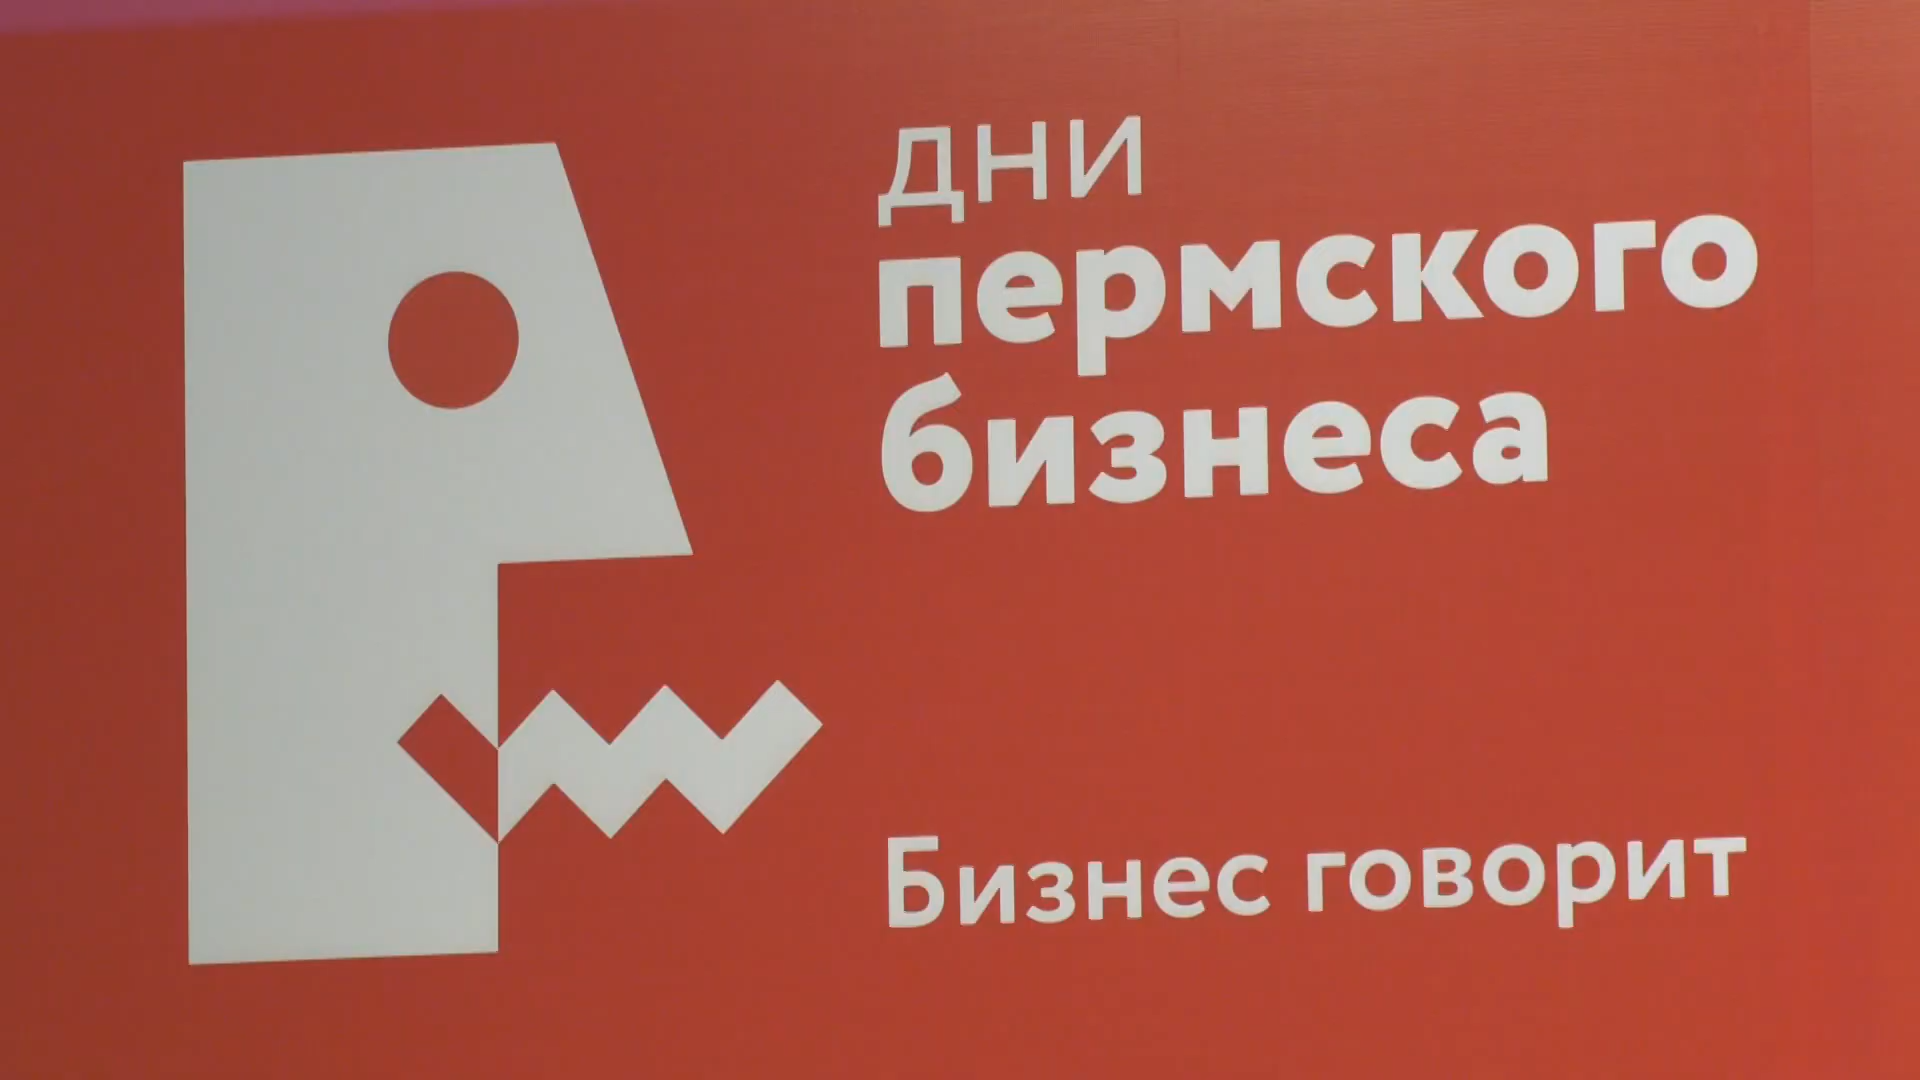 дни
пермского
бизнеса
Бизнес говорит